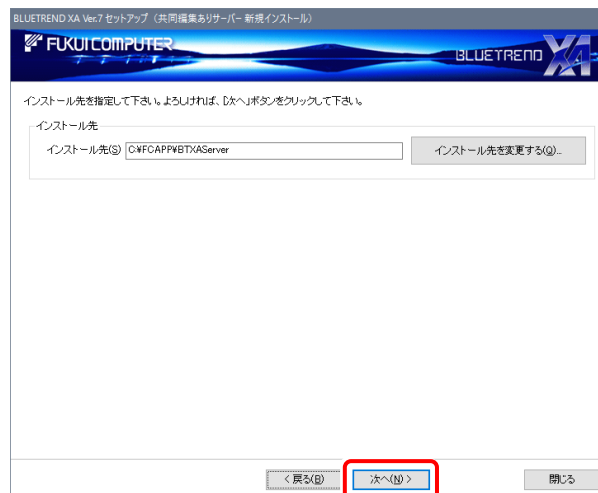 BLUETREND XA Ver.7 セットアップ（共同編集ありサーバー 新規インストール）
FUKUI COMPUTER
BLUETREND XA
インストール先を指定して下さい。よろしければ、[次へ]ボタンをクリックして下さい。
インストール先
インストール先(S) C:¥FCAPP¥BTXAServer インストール先を変更する(Q)...
< 戻る(B) 次へ(N) > 閉じる